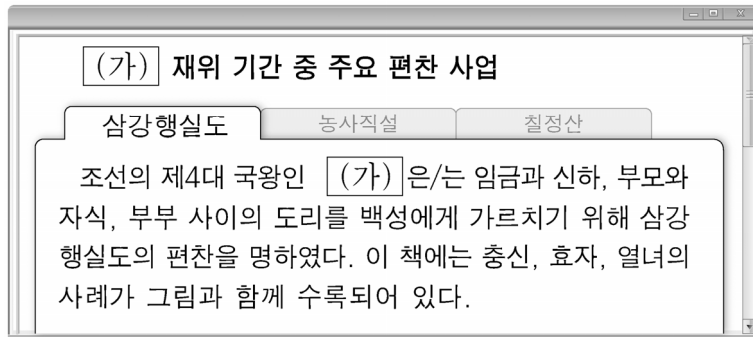 (가) 재위 기간 중 주요 편찬 사업
삼강행실도 농사직설 칠정산
조선의 제4대 국왕인 (가) 은/는 임금과 신하, 부모와
자식, 부부 사이의 도리를 백성에게 가르치기 위해 삼강
행실도의 편찬을 명하였다. 이 책에는 충신, 효자, 열녀의
사례가 그림과 함께 수록되어 있다.